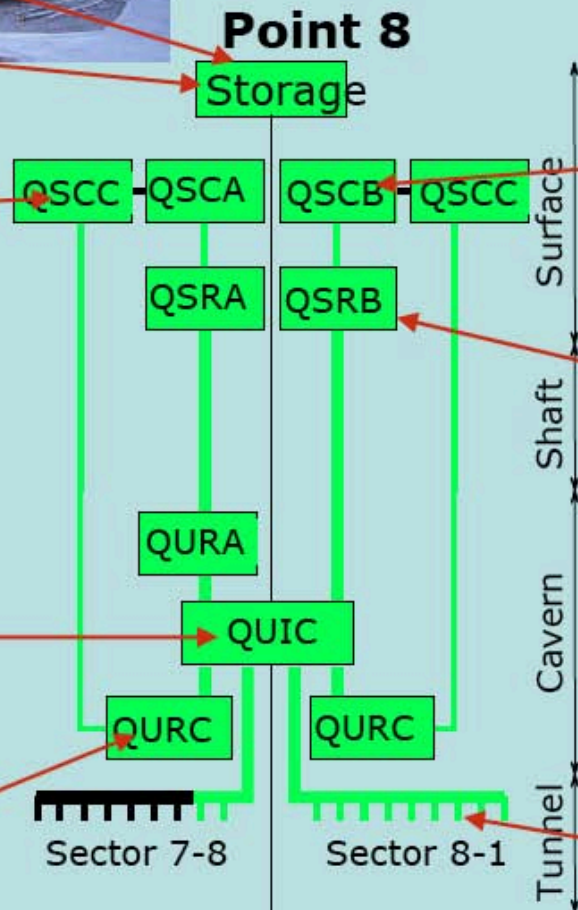 Point 8
Storage
QSCC QSCA QSCB QSCC
Surface
QSRA QSRB
Shaft
QURA
QUIC
Cavern
QURC QURC
Tunnel
Sector 7-8 Sector 8-1